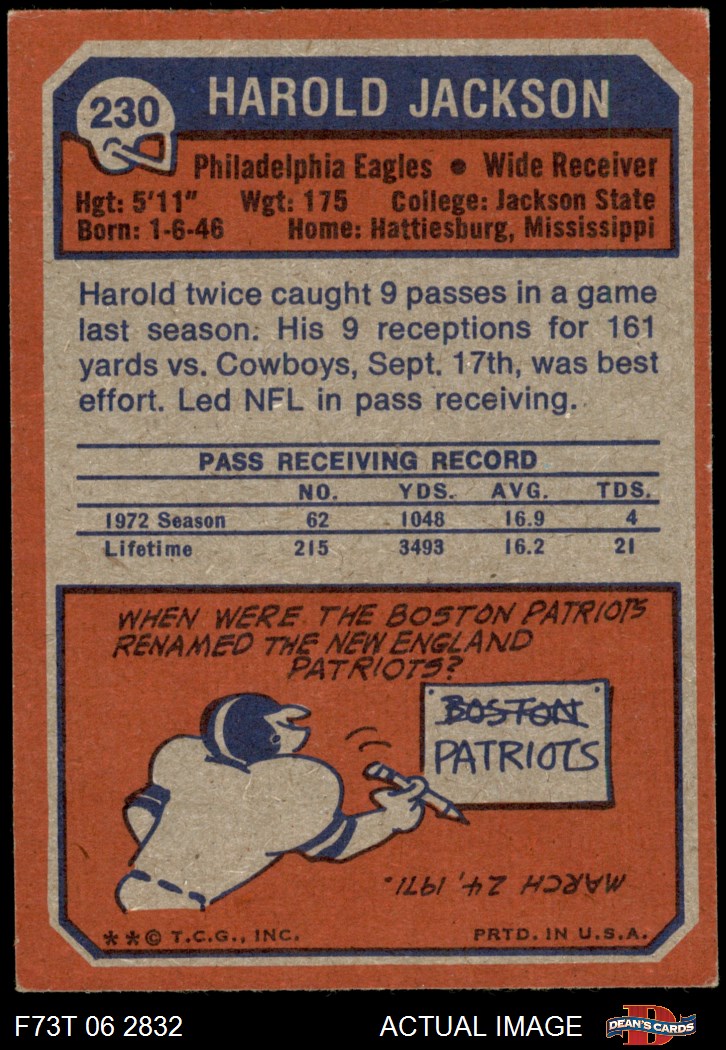 230
HAROLD JACKSON
Philadelphia Eagles • Wide Receiver
Hgt: 5'11" Wgt: 175 College: Jackson State
Born: 1-6-46 Home: Hattiesburg, Mississippi
Harold twice caught 9 passes in a game
last season. His 9 receptions for 161
yards vs. Cowboys, Sept. 17th, was best
effort. Led NFL in pass receiving.
PASS RECEIVING RECORD
NO. YDS. AVG. TDS.
1972 Season 62 1048 16.9 4
Lifetime 215 3493 16.2 21
WHEN WERE THE BOSTON PATRIOTS
RENAMED THE NEW ENGLAND
PATRIOTS?
BOSTON
PATRIOTS
MARCH 24, 1971.
**© T.C.G., INC. PRTD. IN U.S.A.
F73T 06 2832 ACTUAL IMAGE
D
DEAN'S CARDS